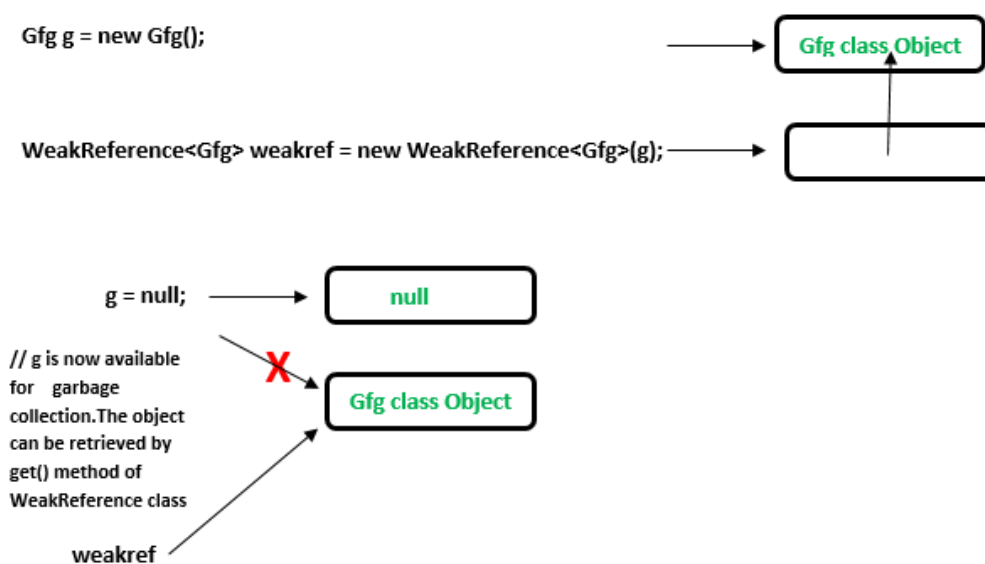 Gfg g = new Gfg();
Gfg class Object
WeakReference<Gfg> weakref = new WeakReference<Gfg>(g);
g = null;
null
// g is now available
for garbage
collection.The object
can be retrieved by
get() method of
WeakReference class
X
Gfg class Object
weakref